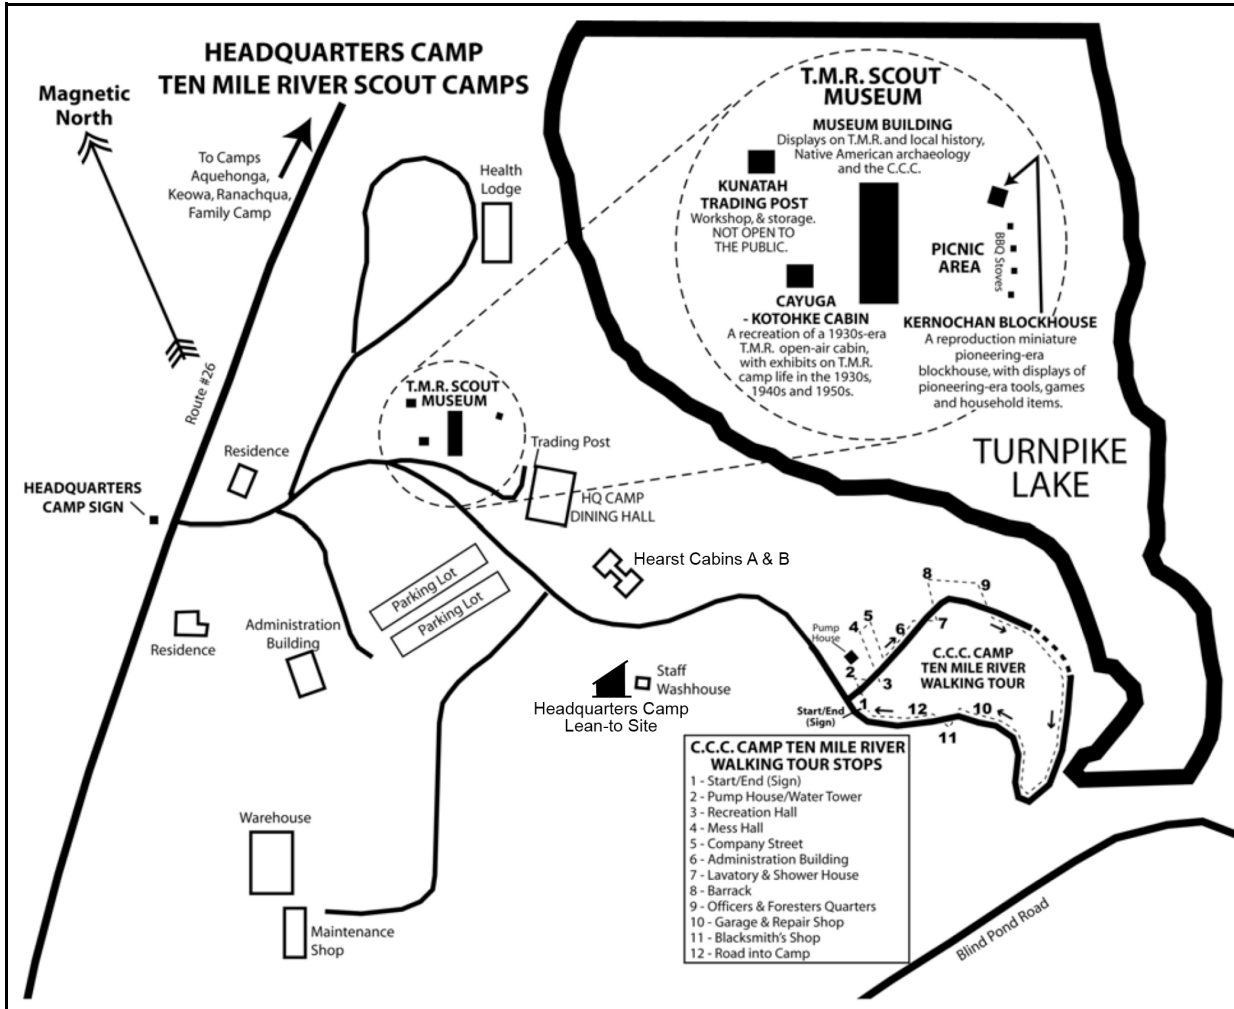 HEADQUARTERS CAMP
TEN MILE RIVER SCOUT CAMPS
Magnetic
North
To Camps
Aquehonga,
Keowa, Ranachqua,
Family Camp
Health
Lodge
Route #26
T.M.R. SCOUT
MUSEUM
MUSEUM BUILDING
Displays on T.M.R. and local history,
Native American archaeology
and the C.C.C.
KUNATAH
TRADING POST
Workshop, & storage.
NOT OPEN TO
THE PUBLIC.
PICNIC
AREA
BBQ Stoves
CAYUGA
- KOTOHKE CABIN
A recreation of a 1930s-era
T.M.R. open-air cabin,
with exhibits on T.M.R.
camp life in the 1930s,
1940s and 1950s.
KERNOCHAN BLOCKHOUSE
A reproduction miniature
pioneering-era
blockhouse, with displays of
pioneering-era tools, games
and household items.
T.M.R. SCOUT
MUSEUM
Trading Post
Residence
HEADQUARTERS
CAMP SIGN
HQ CAMP
DINING HALL
TURNPIKE
LAKE
Parking Lot
Parking Lot
Hearst Cabins A & B
Residence
Administration
Building
Staff
Washhouse
Headquarters Camp
Lean-to Site
Pump
House
8
9
5
4
6
7
2
3
1
12
10
11
C.C.C. CAMP
TEN MILE RIVER
WALKING TOUR
Start/End
(Sign)
C.C.C. CAMP TEN MILE RIVER
WALKING TOUR STOPS
1 - Start/End (Sign)
2 - Pump House/Water Tower
3 - Recreation Hall
4 - Mess Hall
5 - Company Street
6 - Administration Building
7 - Lavatory & Shower House
8 - Barrack
9 - Officers & Foresters Quarters
10 - Garage & Repair Shop
11 - Blacksmith's Shop
12 - Road into Camp
Warehouse
Maintenance
Shop
Blind Pond Road